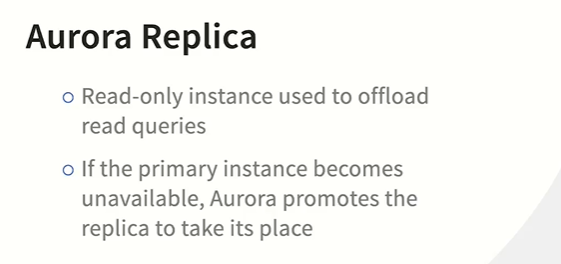 Aurora Replica
Read-only instance used to offload
read queries
If the primary instance becomes
unavailable, Aurora promotes the
replica to take its place